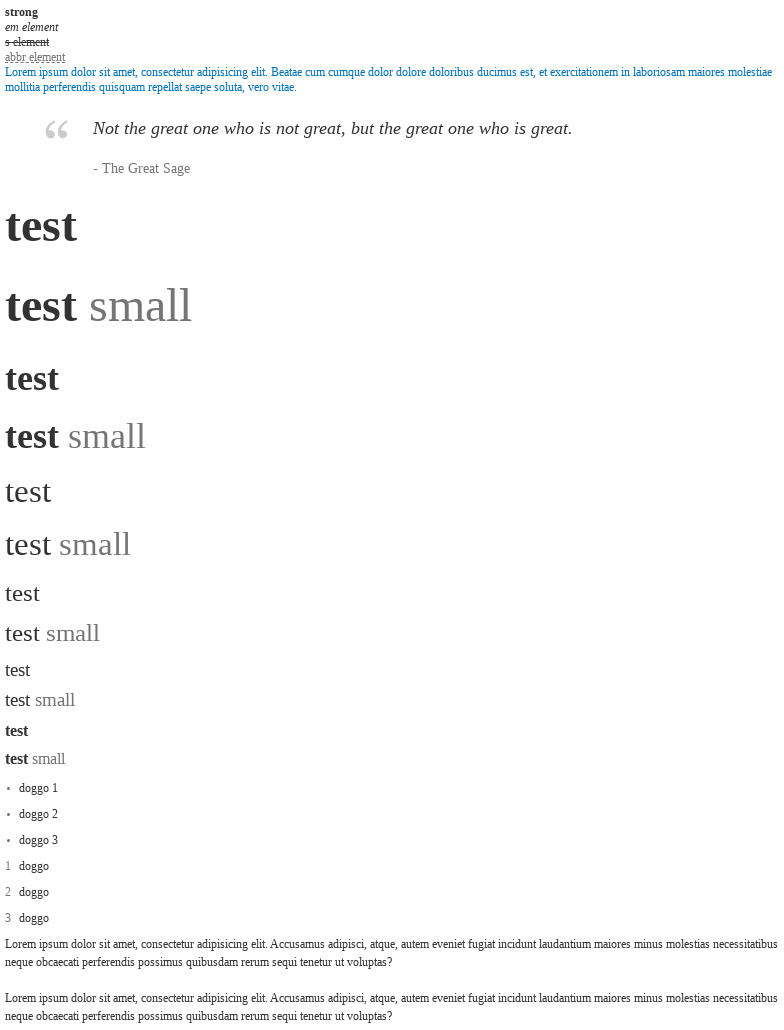 strong
em element
s element
abbr element
Lorem ipsum dolor sit amet, consectetur adipisicing elit. Beatae cum cumque dolor dolore doloribus ducimus est, et exercitationem in laboriosam maiores molestiae
mollitia perferendis quisquam repellat saepe soluta, vero vitae.
“ Not the great one who is not great, but the great one who is great.
- The Great Sage
test
test small
test
test small
test
test small
test
test small
test
test small
test
test small
• doggo 1
• doggo 2
• doggo 3
1 doggo
2 doggo
3 doggo
Lorem ipsum dolor sit amet, consectetur adipisicing elit. Accusamus adipisci, atque, autem eveniet fugiat incidunt laudantium maiores minus molestias necessitatibus
neque obcaecati perferendis possimus quibusdam rerum sequi tenetur ut voluptas?
Lorem ipsum dolor sit amet, consectetur adipisicing elit. Accusamus adipisci, atque, autem eveniet fugiat incidunt laudantium maiores minus molestias necessitatibus
neque obcaecati perferendis possimus quibusdam rerum sequi tenetur ut voluptas?